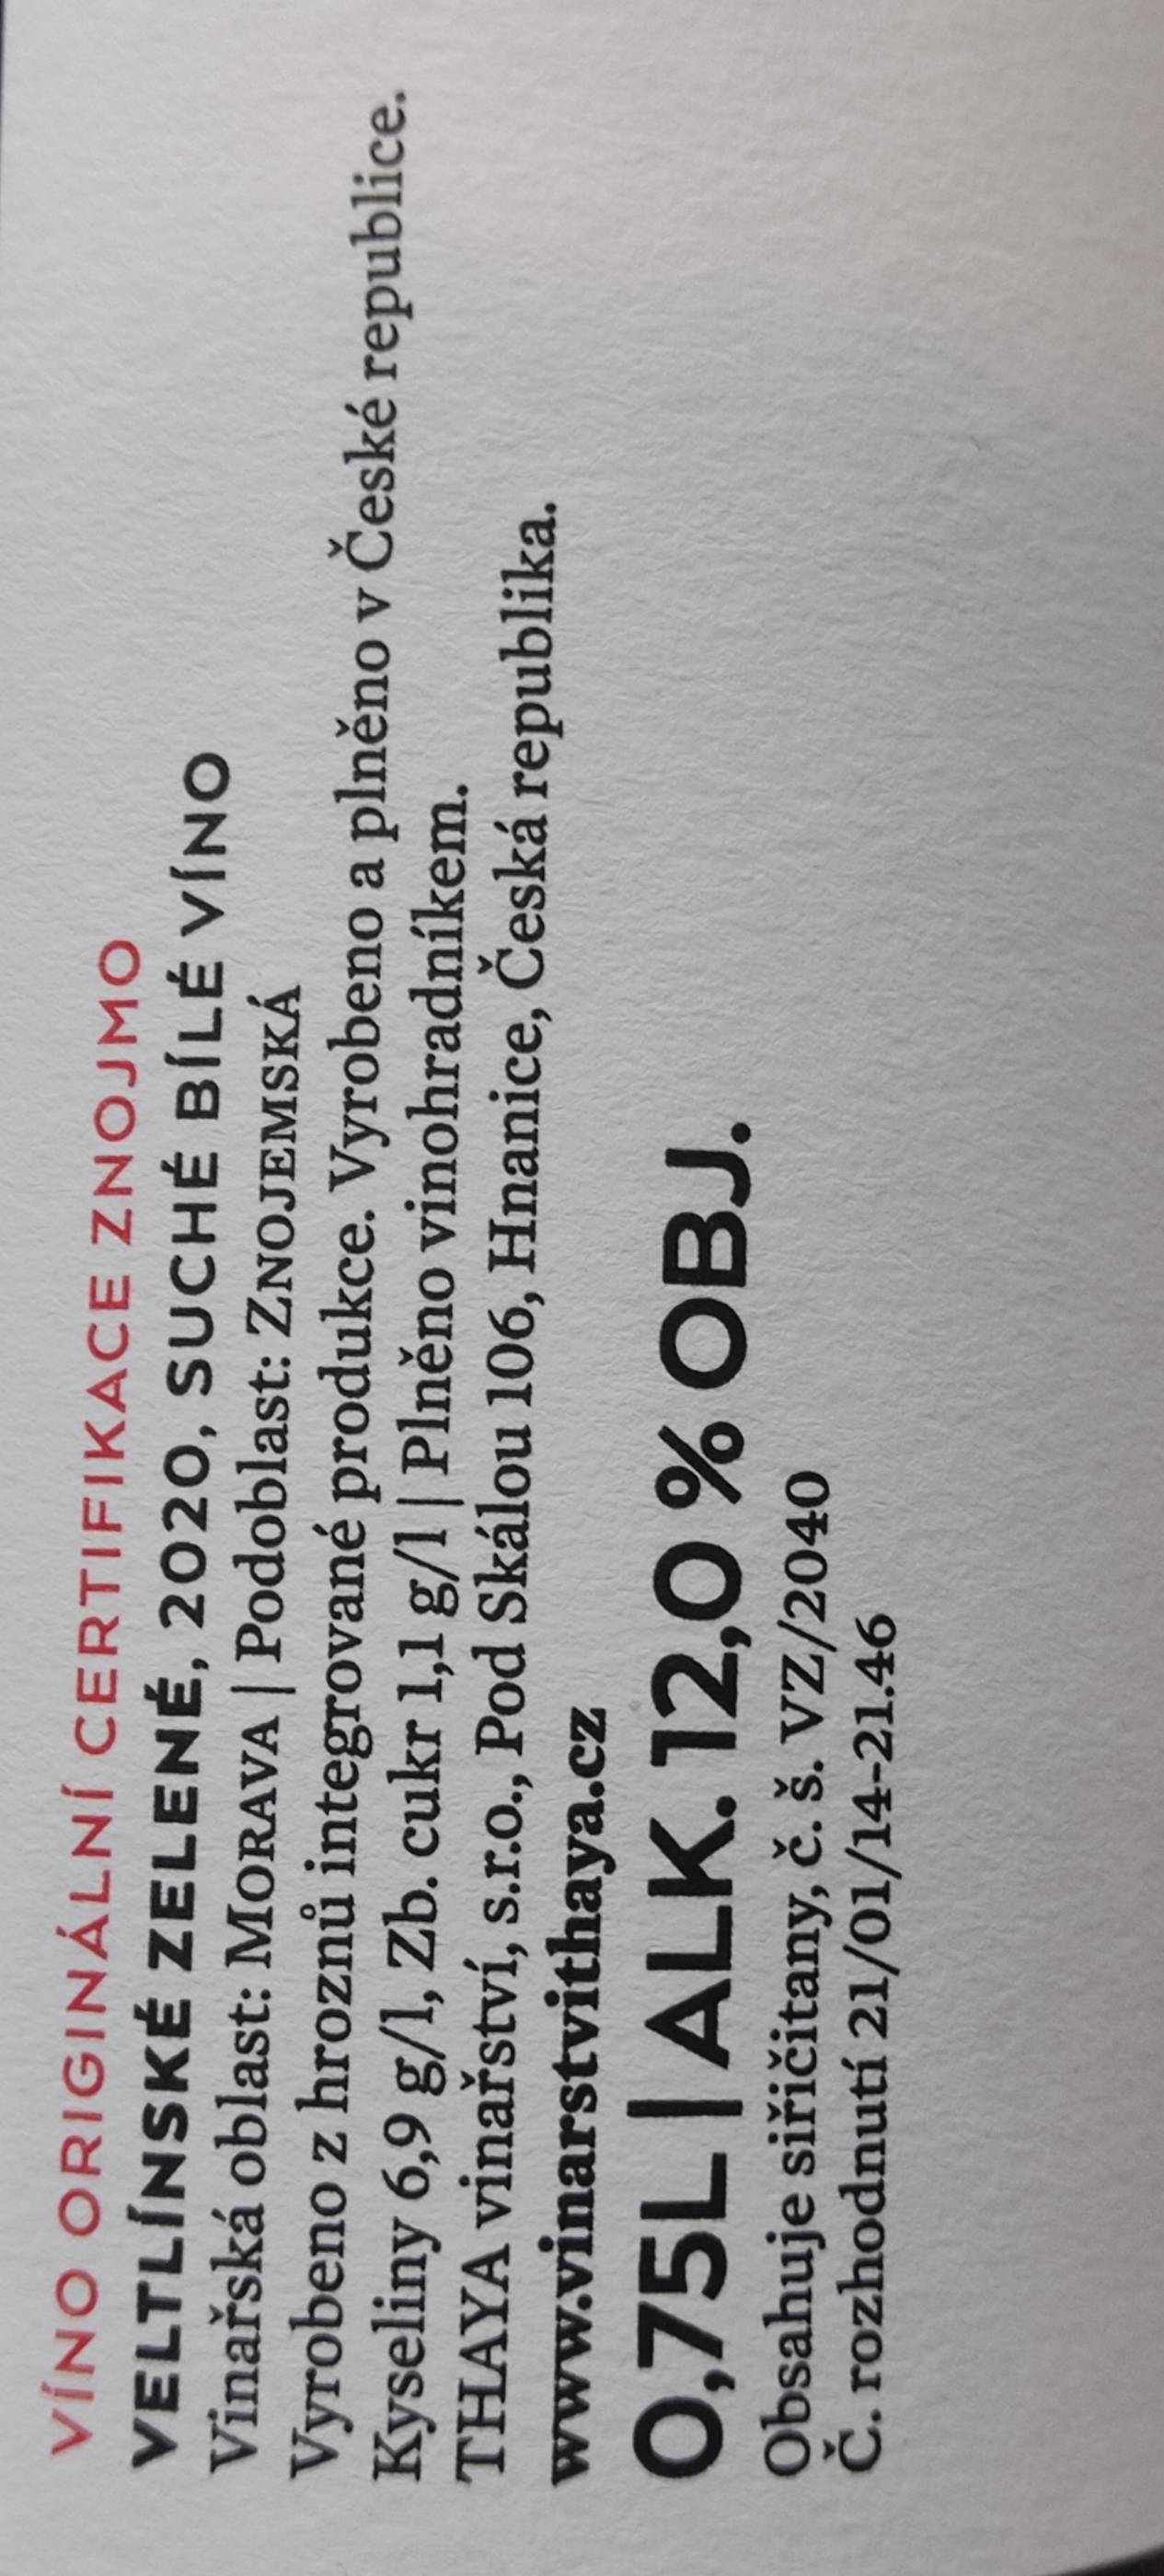 VÍNO ORIGINÁLNÍ CERTIFIKACE ZNOJMO
VELTLÍNSKÉ ZELENÉ, 2020, SUCHÉ BÍLÉ VÍNO
Vinařská oblast: MORAVA | Podoblast: ZNOJEMSKÁ
Vyrobeno z hroznů integrované produkce. Vyrobeno a plněno v České republice.
Kyseliny 6,9 g/l, Zb. cukr 1,1 g/l | Plněno vinohradníkem.
THAYA vinařství, s.r.o., Pod Skálou 106, Hnanice, Česká republika.
www.vinarstvithaya.cz
0,75L | ALK. 12,0 % OBJ.
Obsahuje siřičitany, č. š. VZ/2040
Č. rozhodnutí 21/01/14-21.46